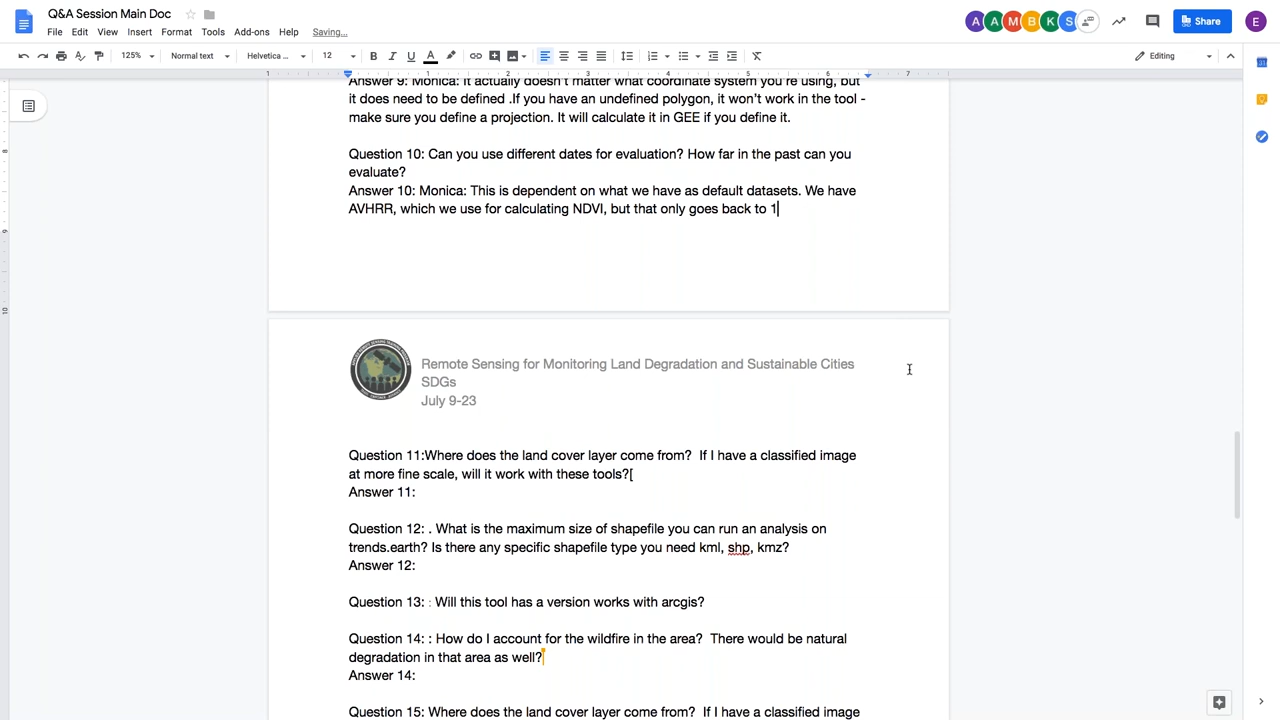 Q&A Session Main Doc
A A M B K S
Share
E
File Edit View Insert Format Tools Add-ons Help Saving...
125% Normal text Helvetica ... 12 B I U A Editing
1 1 2 3 4 5 6 7
Answer 9: Monica: It actually doesn't matter what coordinate system you're using, but
it does need to be defined .If you have an undefined polygon, it won't work in the tool -
make sure you define a projection. It will calculate it in GEE if you define it.
Question 10: Can you use different dates for evaluation? How far in the past can you
evaluate?
Answer 10: Monica: This is dependent on what we have as default datasets. We have
AVHRR, which we use for calculating NDVI, but that only goes back to 1
Remote Sensing for Monitoring Land Degradation and Sustainable Cities
SDGs
July 9-23
Question 11:Where does the land cover layer come from? If I have a classified image
at more fine scale, will it work with these tools?[
Answer 11:
Question 12: . What is the maximum size of shapefile you can run an analysis on
trends.earth? Is there any specific shapefile type you need kml, shp, kmz?
Answer 12:
Question 13: : Will this tool has a version works with arcgis?
Question 14: : How do I account for the wildfire in the area? There would be natural
degradation in that area as well?
Answer 14:
Question 15: Where does the land cover layer come from? If I have a classified image